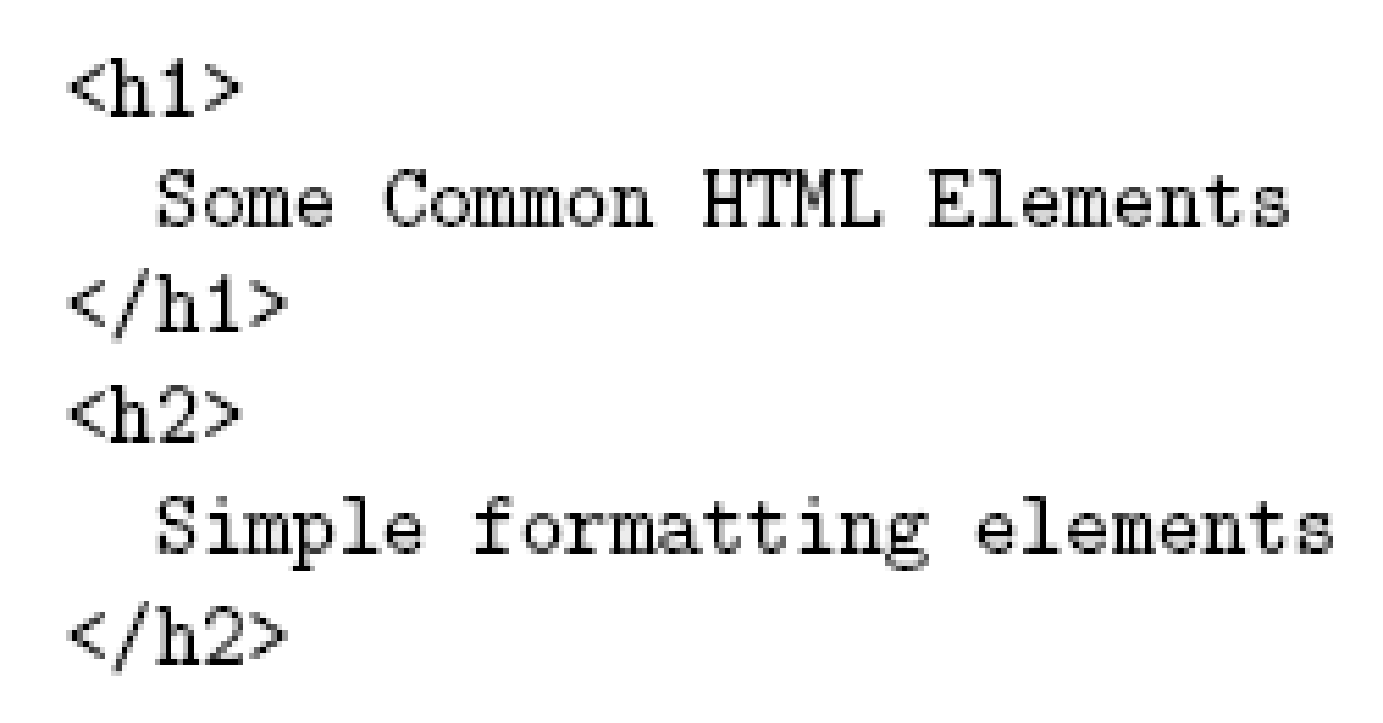 <h1>
  Some Common HTML Elements
</h1>
<h2>
  Simple formatting elements
</h2>